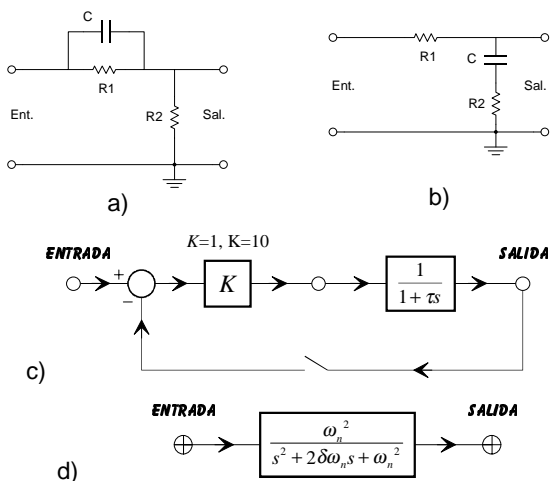 C
R1
R2
Ent.
Sal.
a)
R1
C
R2
Ent.
Sal.
b)
K=1, K=10
ENTRADA
SALIDA
+
−
K
1
1 + τs
c)
ENTRADA
SALIDA
ωₙ²
s² + 2δωₙs + ωₙ²
d)